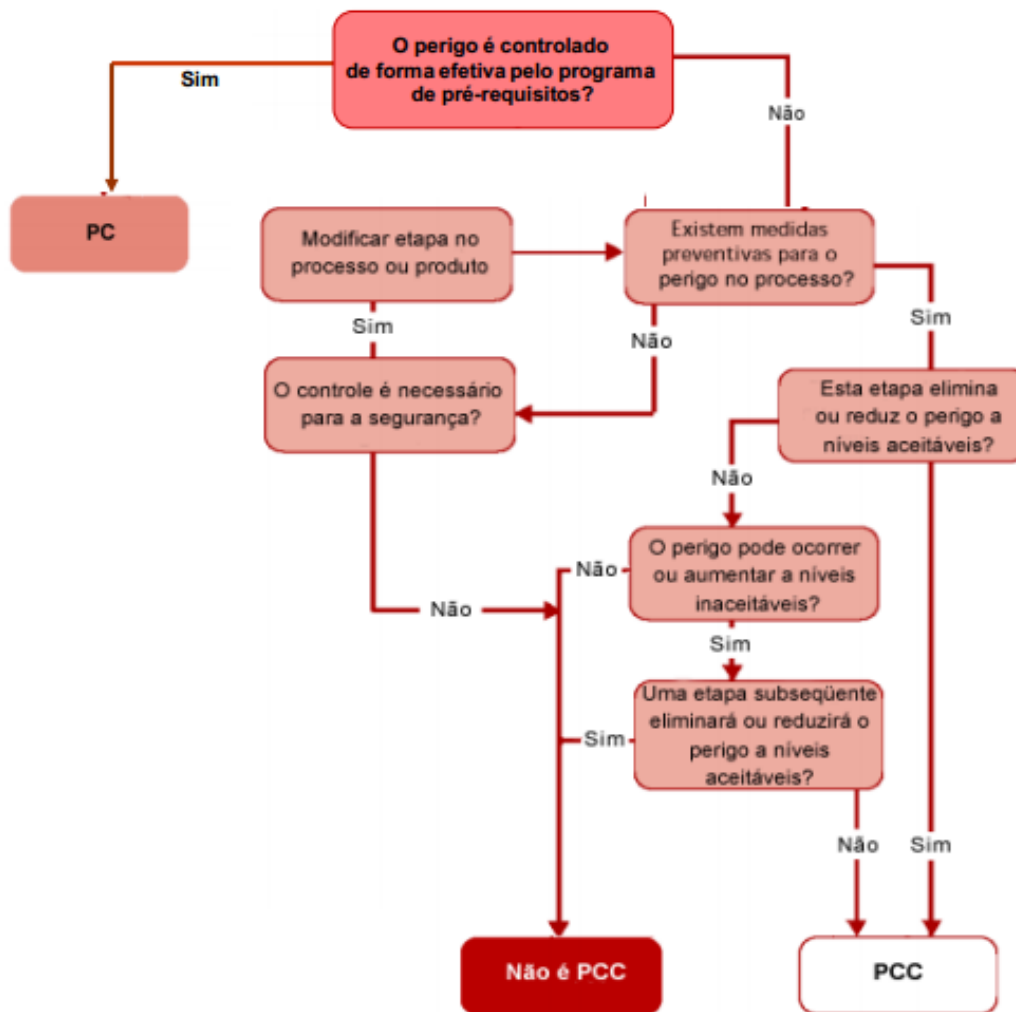 O perigo é controlado
de forma efetiva pelo programa
de pré-requisitos?
Sim
Não
PC
Modificar etapa no
processo ou produto
Existem medidas
preventivas para o
perigo no processo?
Sim
Não
Sim
O controle é necessário
para a segurança?
Esta etapa elimina
ou reduz o perigo a
níveis aceitáveis?
Não
O perigo pode ocorrer
ou aumentar a níveis
inaceitáveis?
Não
Não
Sim
Uma etapa subseqüente
eliminará ou reduzirá o
perigo a níveis
aceitáveis?
Sim
Não
Sim
Não é PCC
PCC